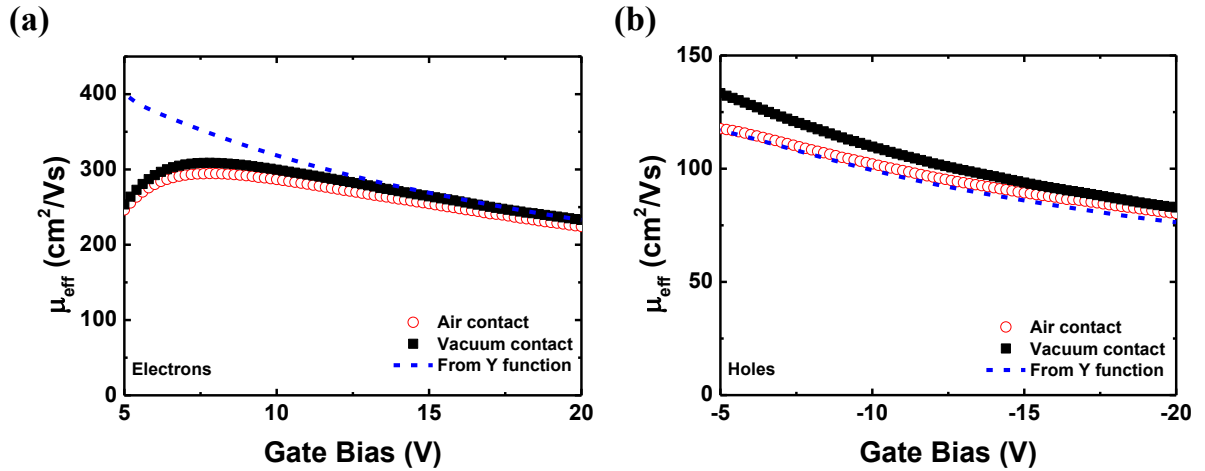 (a)
400
300
200
100
0
μeff (cm²/Vs)
5
10
15
20
Gate Bias (V)
Air contact
Vacuum contact
From Y function
Electrons
(b)
150
100
50
0
μeff (cm²/Vs)
-5
-10
-15
-20
Gate Bias (V)
Air contact
Vacuum contact
From Y function
Holes